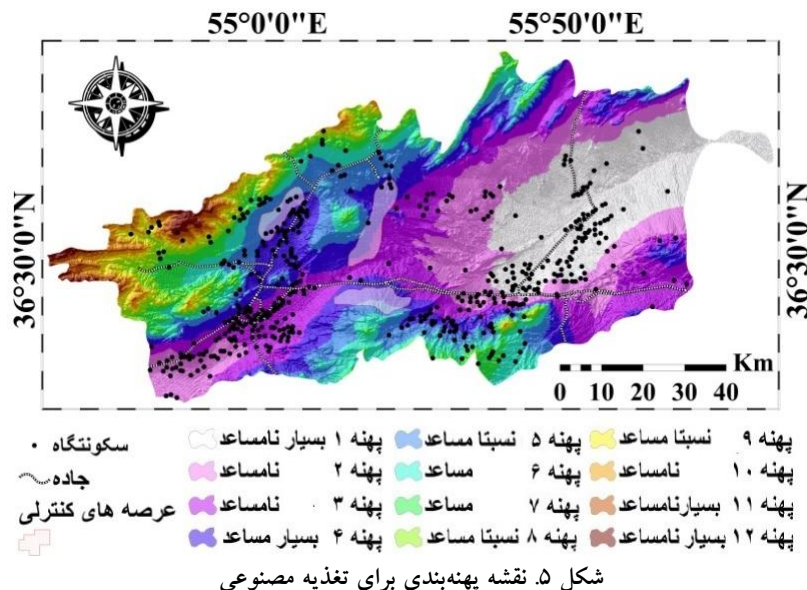 55°0'0"E 55°50'0"E
36°30'0"N 36°30'0"N
Km
0 5 10 20 30 40
سکونتگاه
جاده
عرصه های کنترلی
پهنه ۱ بسیار نامساعد
پهنه ۲ نامساعد
پهنه ۳ نامساعد
پهنه ۴ بسیار مساعد
پهنه ۵ نسبتا مساعد
پهنه ۶ مساعد
پهنه ۷ مساعد
پهنه ۸ نسبتا مساعد
پهنه ۹ نسبتا مساعد
پهنه ۱۰ نامساعد
پهنه ۱۱ بسیارنامساعد
پهنه ۱۲ بسیار نامساعد
شکل ۵. نقشه پهنه‌بندی برای تغذیه مصنوعی